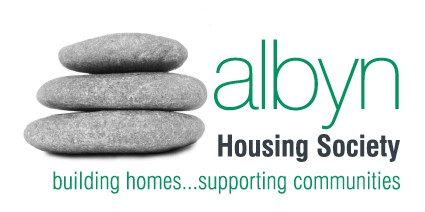 albyn
Housing Society
building homes...supporting communities